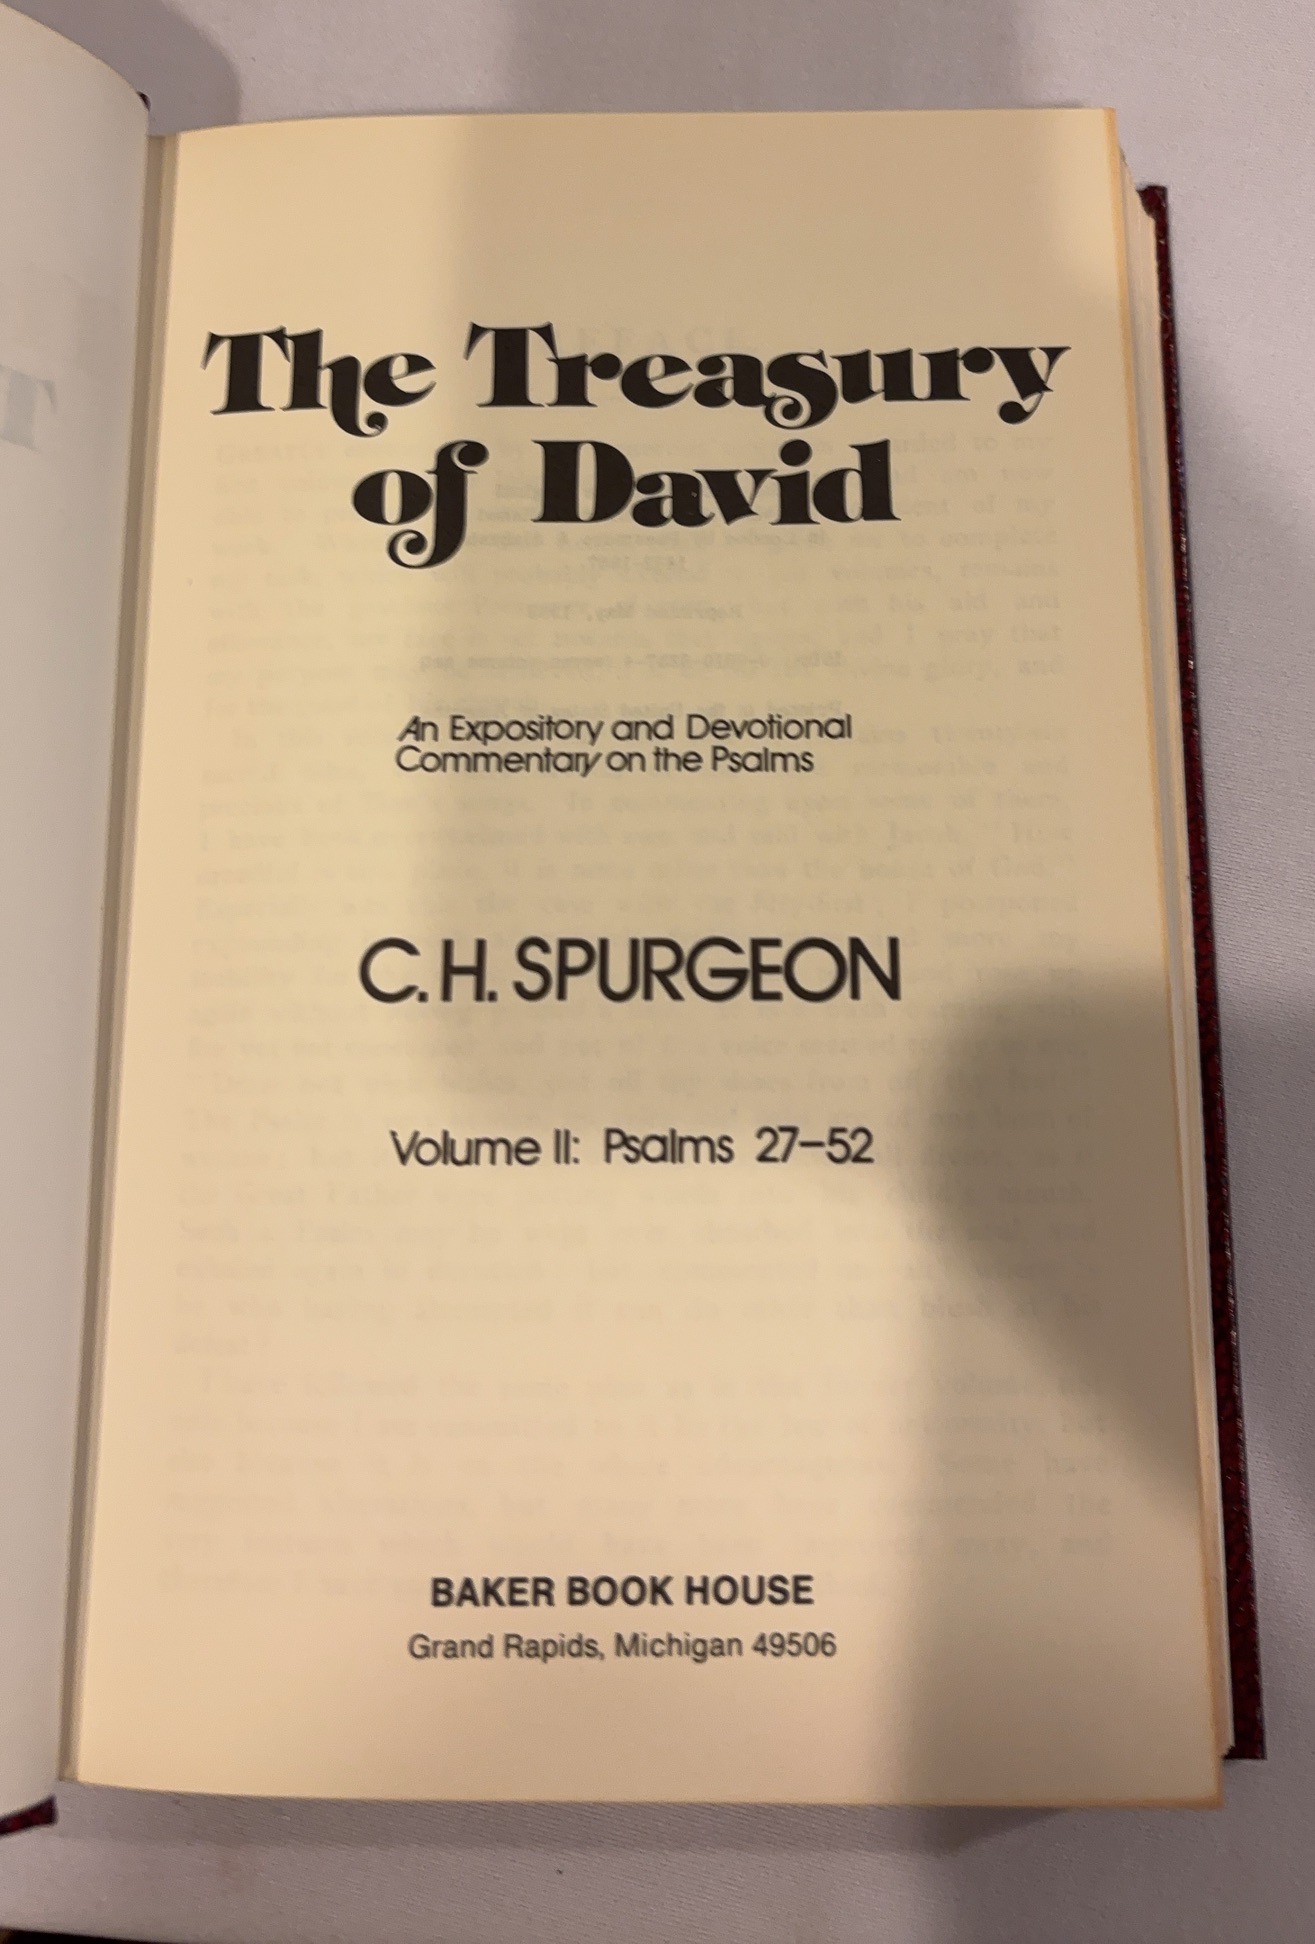 The Treasury
of David
An Expository and Devotional
Commentary on the Psalms
C. H. SPURGEON
Volume II: Psalms 27–52
BAKER BOOK HOUSE
Grand Rapids, Michigan 49506